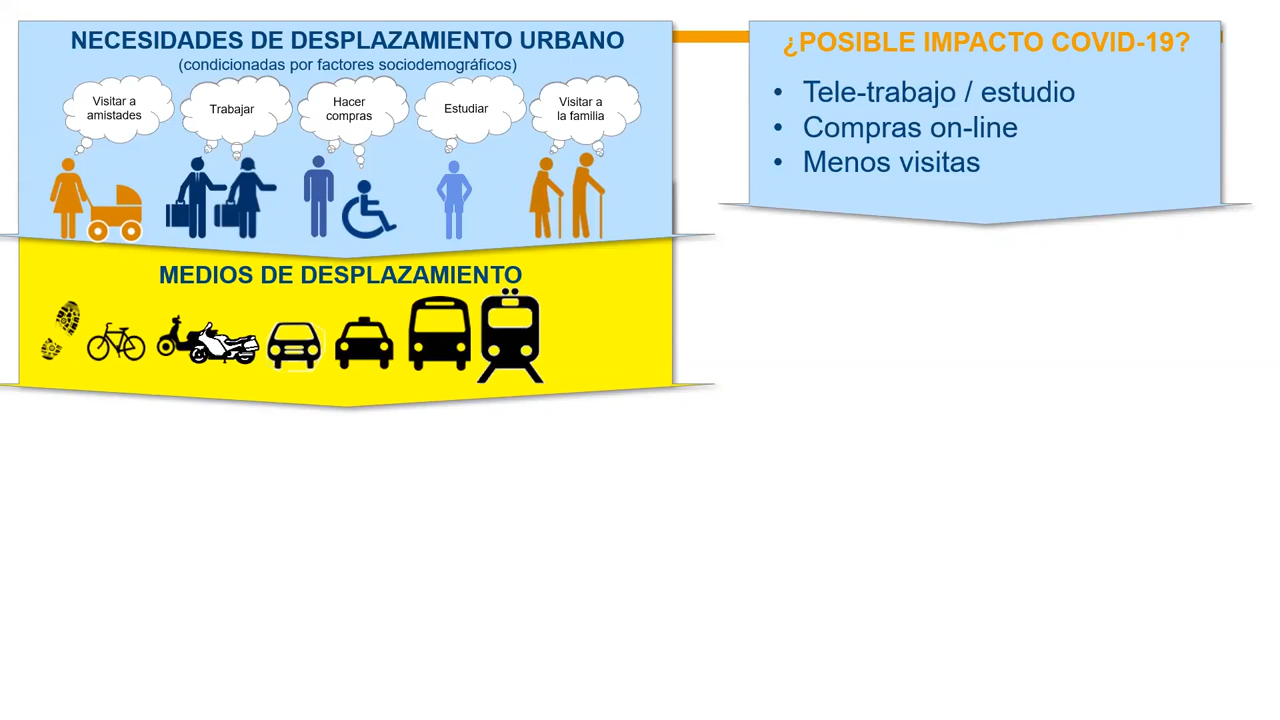 NECESIDADES DE DESPLAZAMIENTO URBANO
(condicionadas por factores sociodemográficos)
Visitar a
amistades
Trabajar
Hacer
compras
Estudiar
Visitar a
la familia
MEDIOS DE DESPLAZAMIENTO
¿POSIBLE IMPACTO COVID-19?
• Tele-trabajo / estudio
• Compras on-line
• Menos visitas